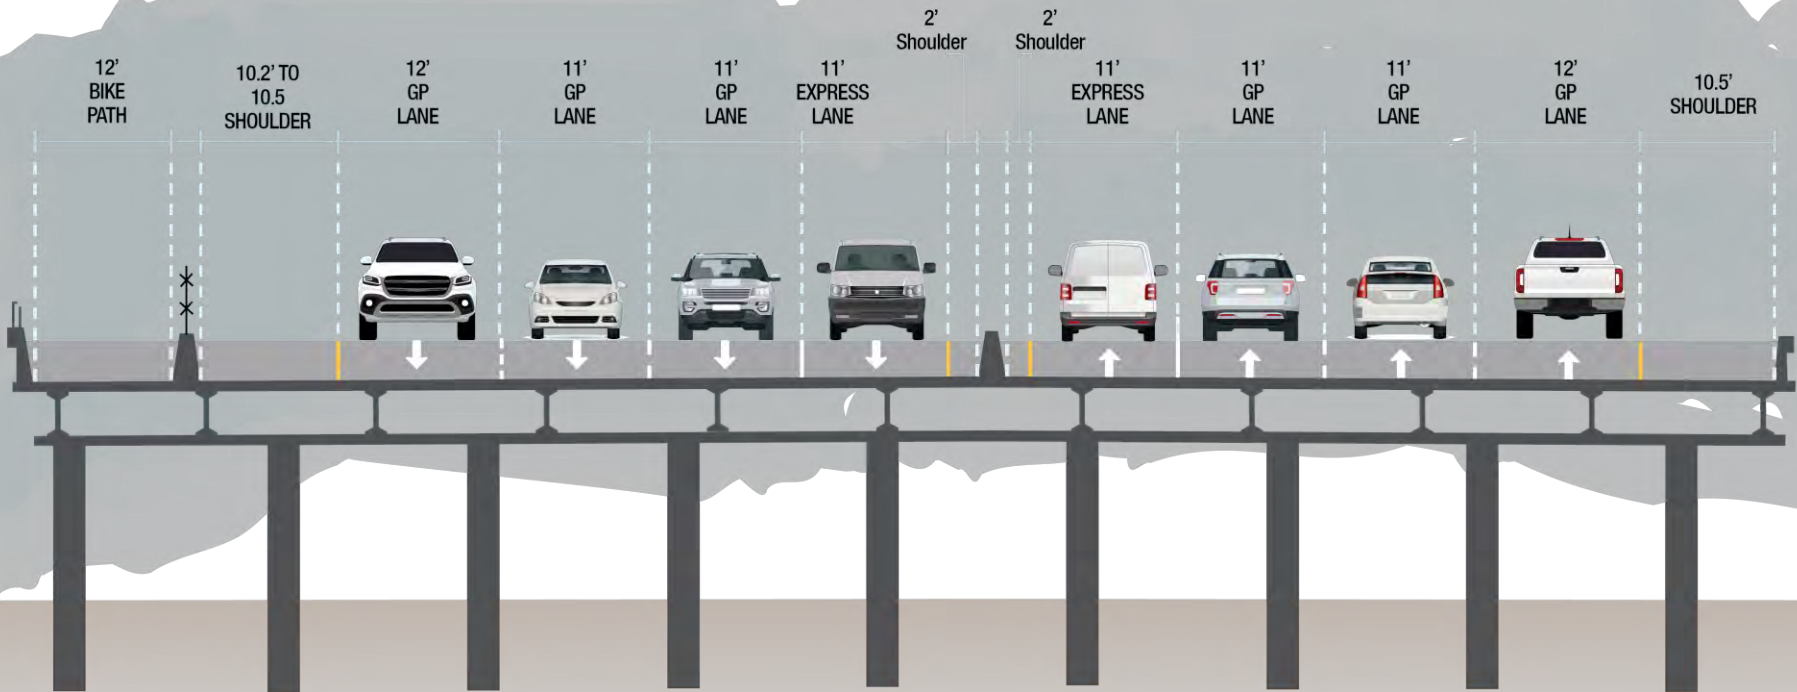 2’
Shoulder
2’
Shoulder
12’
BIKE
PATH
10.2’ TO
10.5
SHOULDER
12’
GP
LANE
11’
GP
LANE
11’
GP
LANE
11’
EXPRESS
LANE
11’
EXPRESS
LANE
11’
GP
LANE
11’
GP
LANE
12’
GP
LANE
10.5’
SHOULDER